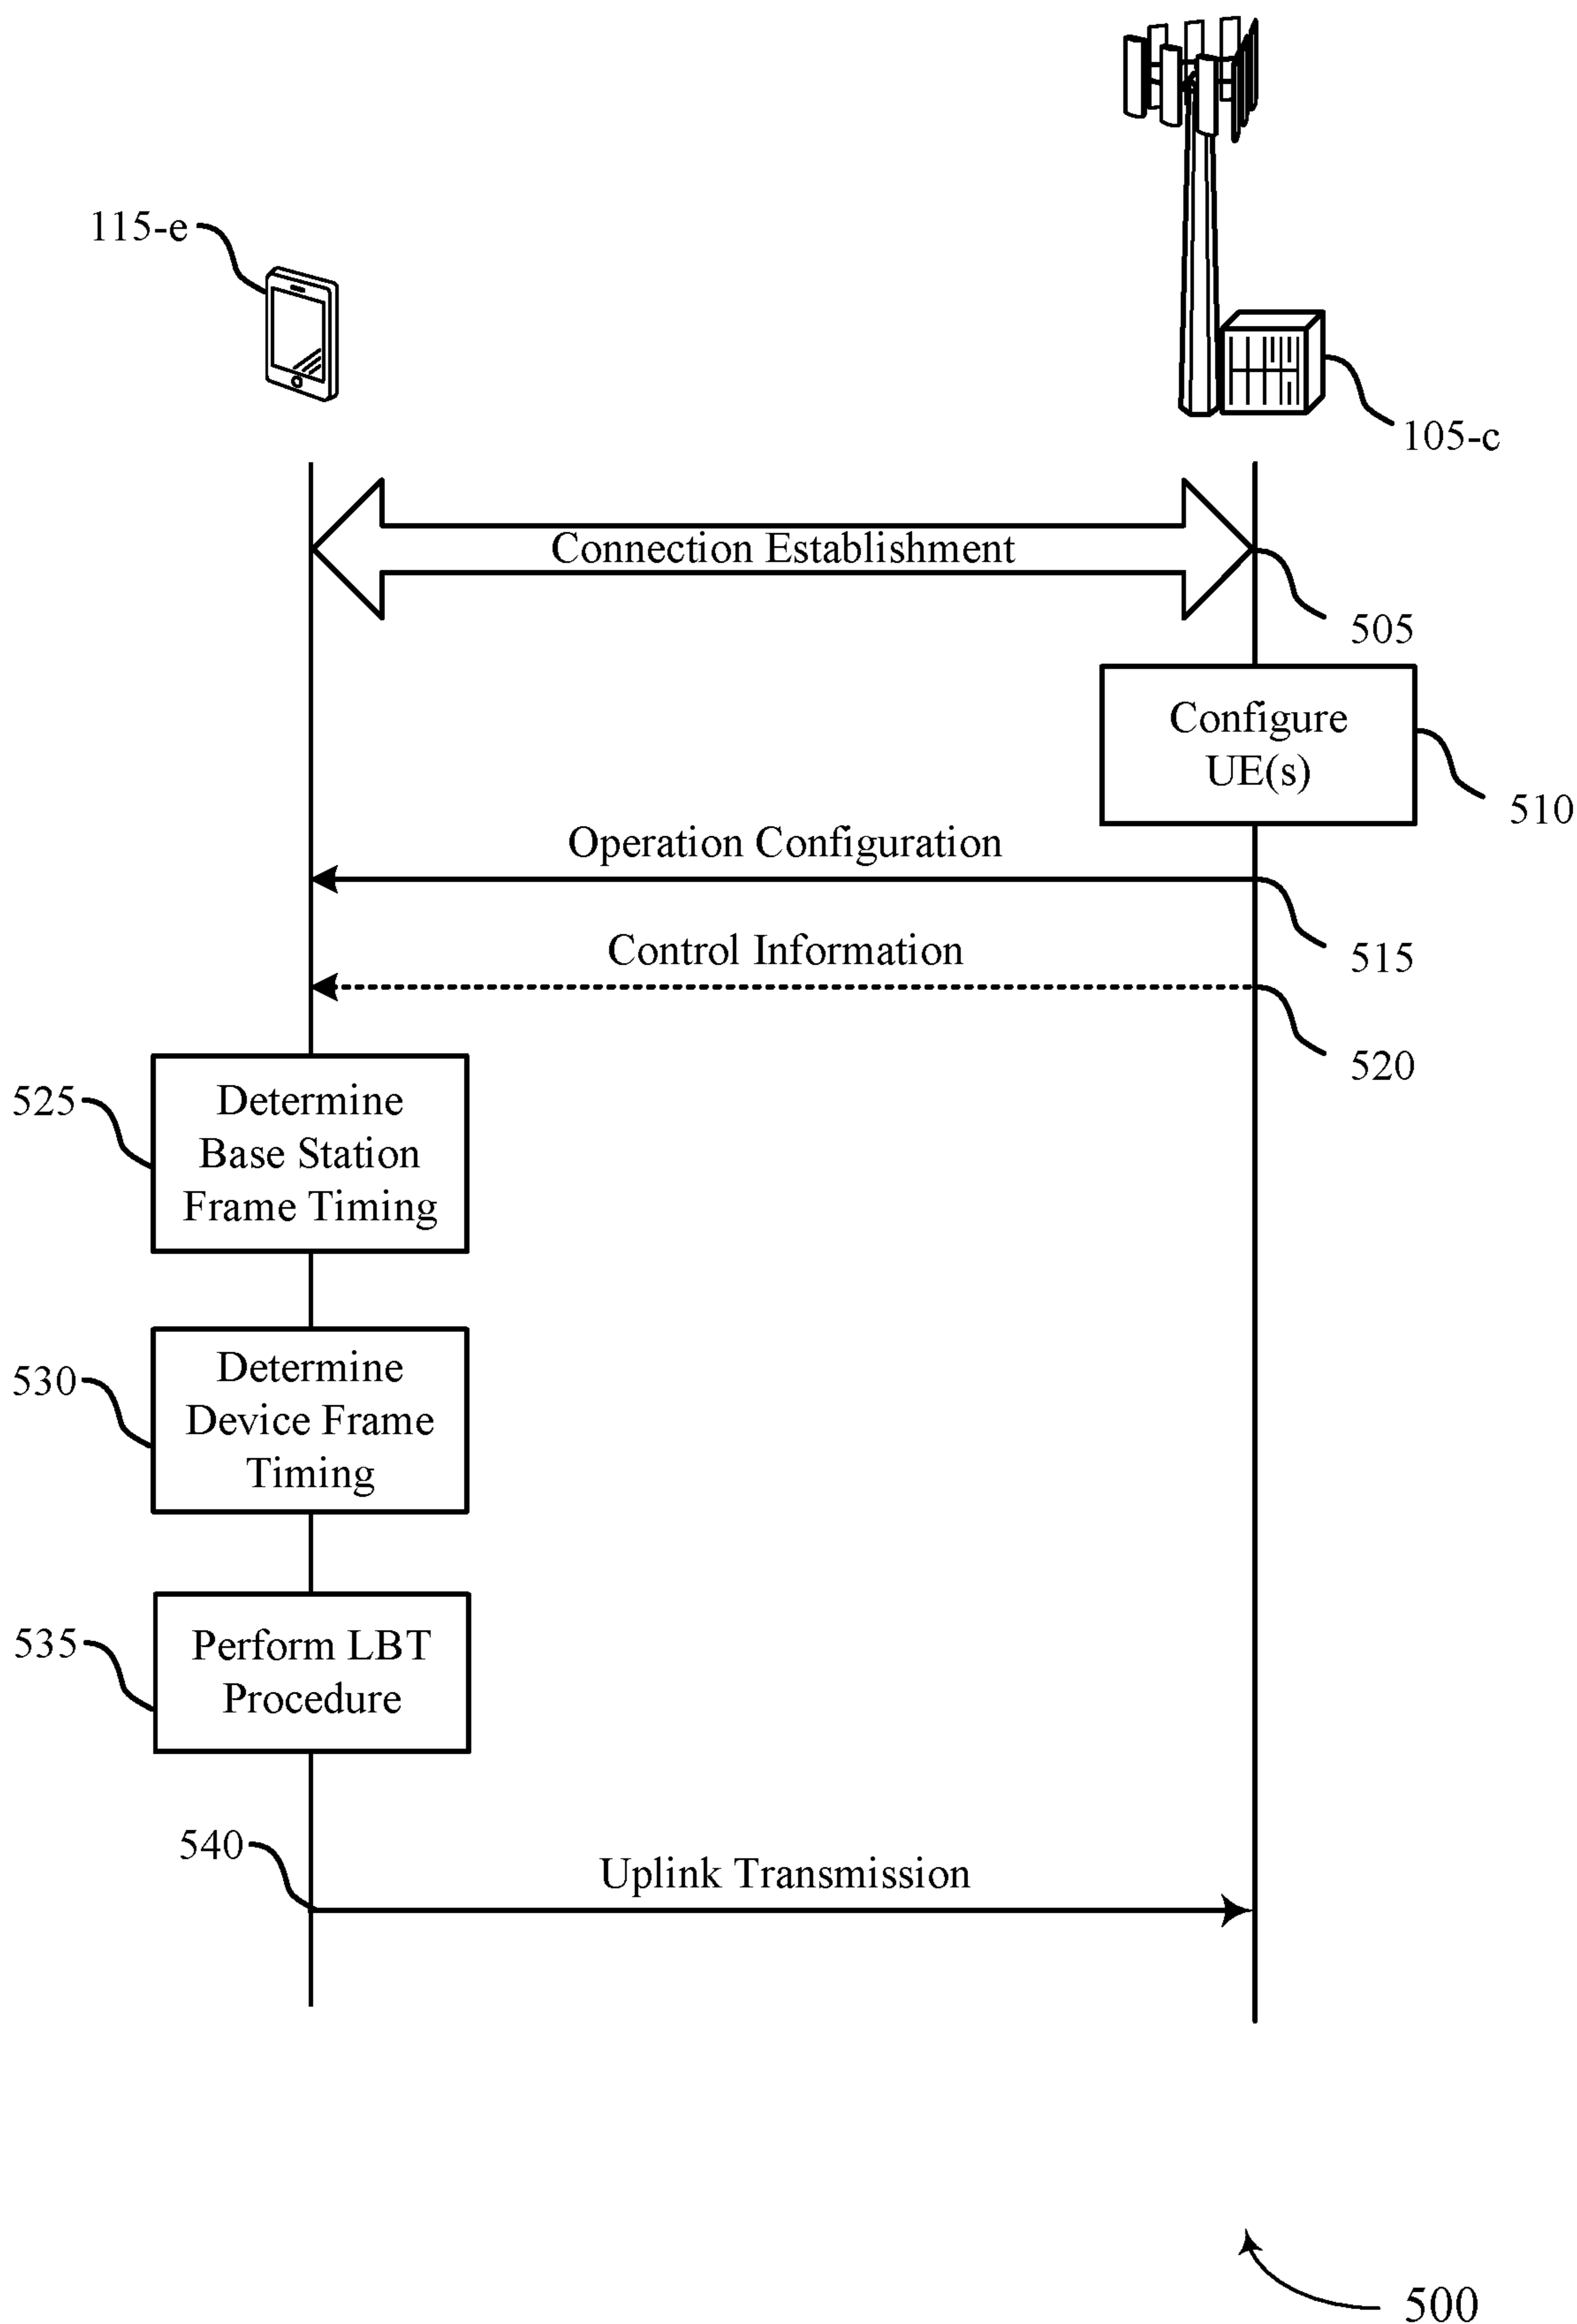 115-e
105-c
Connection Establishment
505
Configure
UE(s)
510
Operation Configuration
515
Control Information
520
525
Determine
Base Station
Frame Timing
530
Determine
Device Frame
Timing
535
Perform LBT
Procedure
540
Uplink Transmission
500